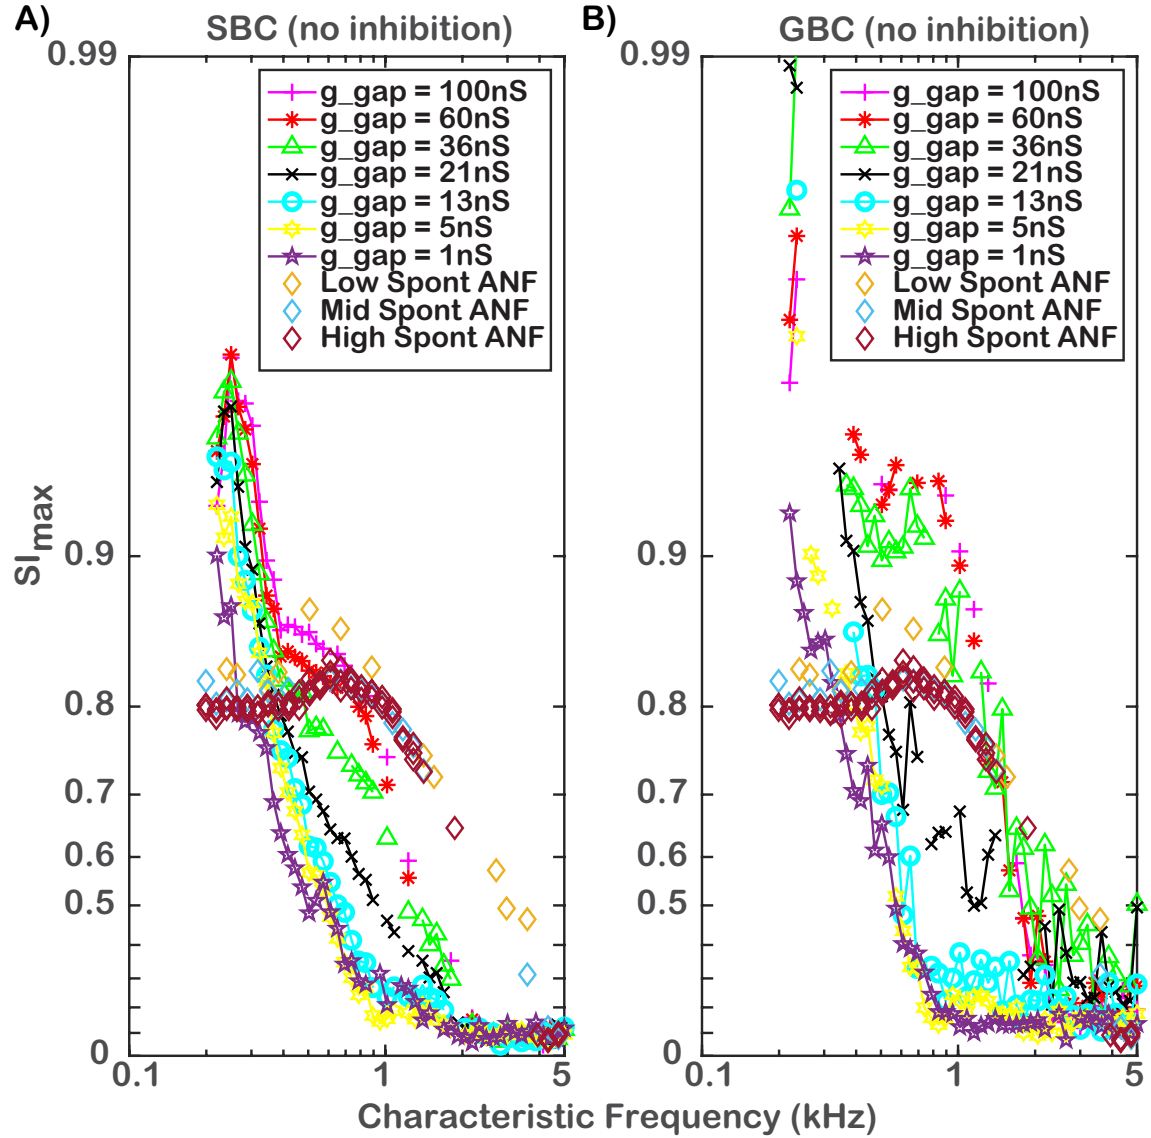 A)
SBC (no inhibition)
0.99
g_gap = 100nS
g_gap = 60nS
g_gap = 36nS
g_gap = 21nS
g_gap = 13nS
g_gap = 5nS
g_gap = 1nS
Low Spont ANF
Mid Spont ANF
High Spont ANF
0.9
0.8
0.7
0.6
0.5
0
0.1
1
5
SImax
B)
GBC (no inhibition)
0.99
g_gap = 100nS
g_gap = 60nS
g_gap = 36nS
g_gap = 21nS
g_gap = 13nS
g_gap = 5nS
g_gap = 1nS
Low Spont ANF
Mid Spont ANF
High Spont ANF
0.9
0.8
0.7
0.6
0.5
0
0.1
1
5
Characteristic Frequency (kHz)